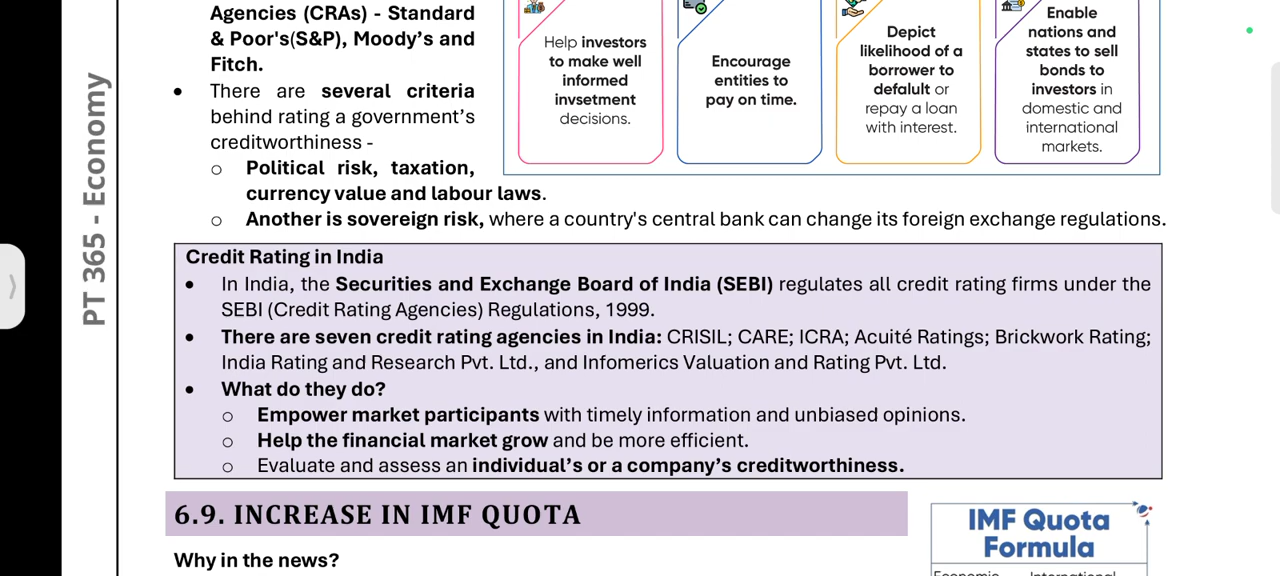 PT 365 - Economy
Agencies (CRAs) - Standard
& Poor's(S&P), Moody's and
Fitch.
• There are several criteria
behind rating a government's
creditworthiness -
o Political risk, taxation,
currency value and labour laws.
o Another is sovereign risk, where a country's central bank can change its foreign exchange regulations.
Help investors
to make well
informed
invsetment
decisions.
Encourage
entities to
pay on time.
Depict
likelihood of a
borrower to
defalult or
repay a loan
with interest.
Enable
nations and
states to sell
bonds to
investors in
domestic and
international
markets.
Credit Rating in India
• In India, the Securities and Exchange Board of India (SEBI) regulates all credit rating firms under the
SEBI (Credit Rating Agencies) Regulations, 1999.
• There are seven credit rating agencies in India: CRISIL; CARE; ICRA; Acuité Ratings; Brickwork Rating;
India Rating and Research Pvt. Ltd., and Infomerics Valuation and Rating Pvt. Ltd.
• What do they do?
o Empower market participants with timely information and unbiased opinions.
o Help the financial market grow and be more efficient.
o Evaluate and assess an individual's or a company's creditworthiness.
6.9. INCREASE IN IMF QUOTA
Why in the news?
IMF Quota
Formula
Economic International